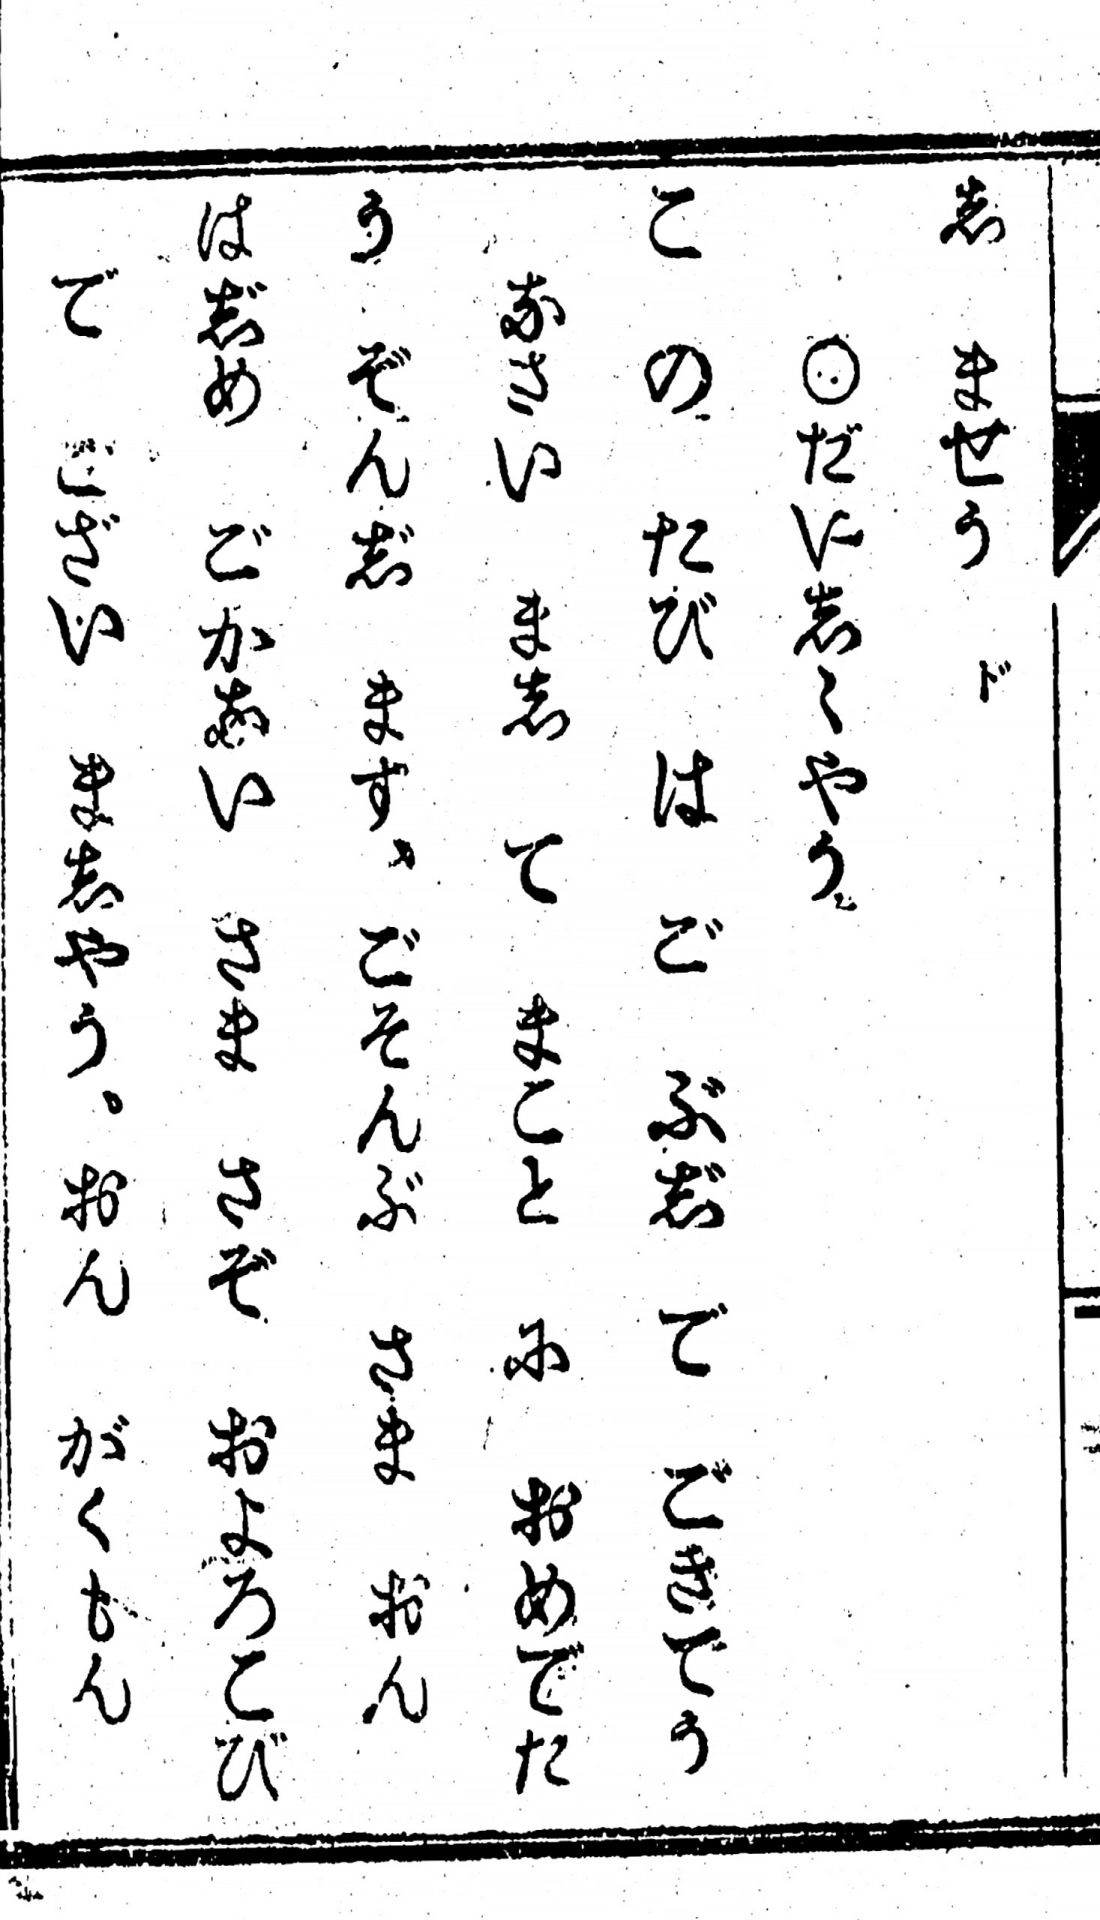 し ませう ド
◯だいしゝやう。
こ の たび は ご ぶじ で ごきてう
なさい まし て まこと に おめでた
う ぞんじ ます、ごそんぶ さま おん
はじめ ごかない さま さぞ およろこび
で ござい ましやう。おん がくもん